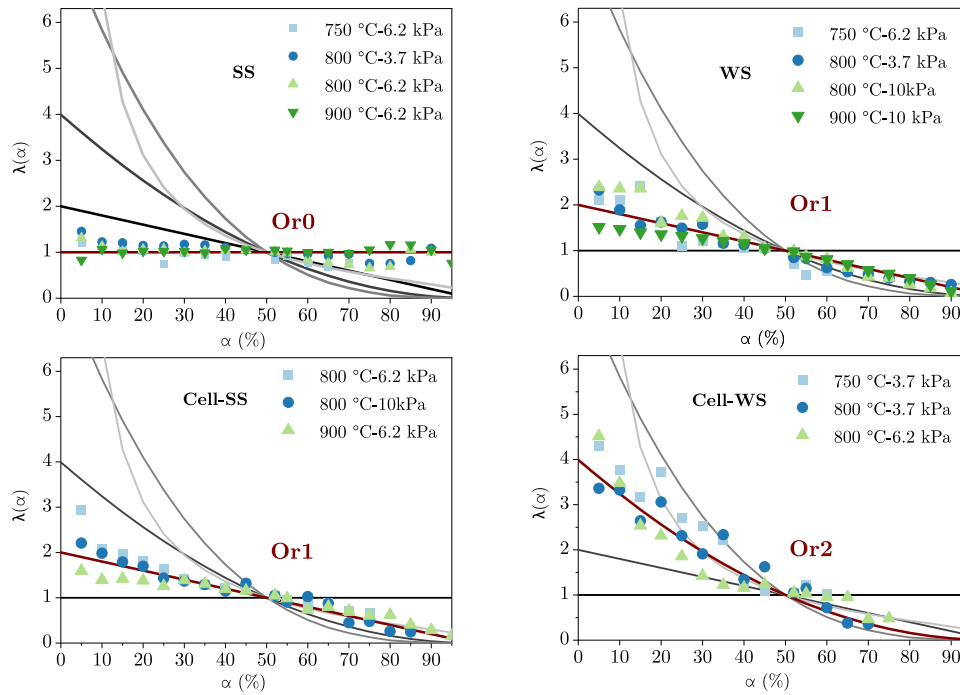 6
5
4
3
2
1
0
λ(α)
SS
750 °C-6.2 kPa
800 °C-3.7 kPa
800 °C-6.2 kPa
900 °C-6.2 kPa
Or0
0 10 20 30 40 50 60 70 80 90
α (%)
6
5
4
3
2
1
0
λ(α)
WS
750 °C-6.2 kPa
800 °C-3.7 kPa
800 °C-10kPa
900 °C-10 kPa
Or1
0 10 20 30 40 50 60 70 80 90
α (%)
6
5
4
3
2
1
0
λ(α)
Cell-SS
800 °C-6.2 kPa
800 °C-10kPa
900 °C-6.2 kPa
Or1
0 10 20 30 40 50 60 70 80 90
α (%)
6
5
4
3
2
1
0
λ(α)
Cell-WS
750 °C-3.7 kPa
800 °C-3.7 kPa
800 °C-6.2 kPa
Or2
0 10 20 30 40 50 60 70 80 90
α (%)